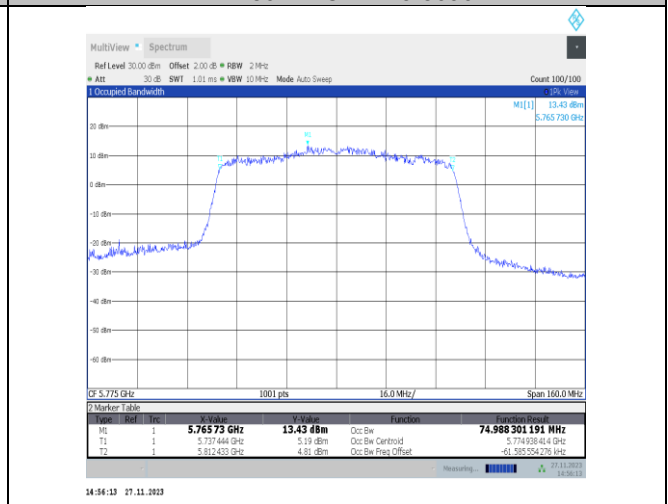 MultiView Spectrum
Ref Level 30.00 dBm Offset 2.00 dB RBW 2 MHz
Att 30 dB SWT 1.01 ms VBW 10 MHz Mode Auto Sweep Count 100/100
1 Occupied Bandwidth 1Pk View
M1[1] 13.43 dBm
5.765 730 GHz
20 dBm
M1
10 dBm
T1 T2
0 dBm
-10 dBm
-20 dBm
-30 dBm
-40 dBm
-50 dBm
-60 dBm
CF 5.775 GHz 1001 pts 16.0 MHz/ Span 160.0 MHz
2 Marker Table
Type Ref Trc X-Value Y-Value Function Function Result
M1 1 5.765 73 GHz 13.43 dBm Occ Bw 74.988 301 191 MHz
T1 1 5.737 444 GHz 5.19 dBm Occ Bw Centroid 5.774 938 414 GHz
T2 1 5.812 433 GHz 4.81 dBm Occ Bw Freq Offset -61.585 554 276 kHz
Measuring... 27.11.2023
14:56:13
14:56:13 27.11.2023